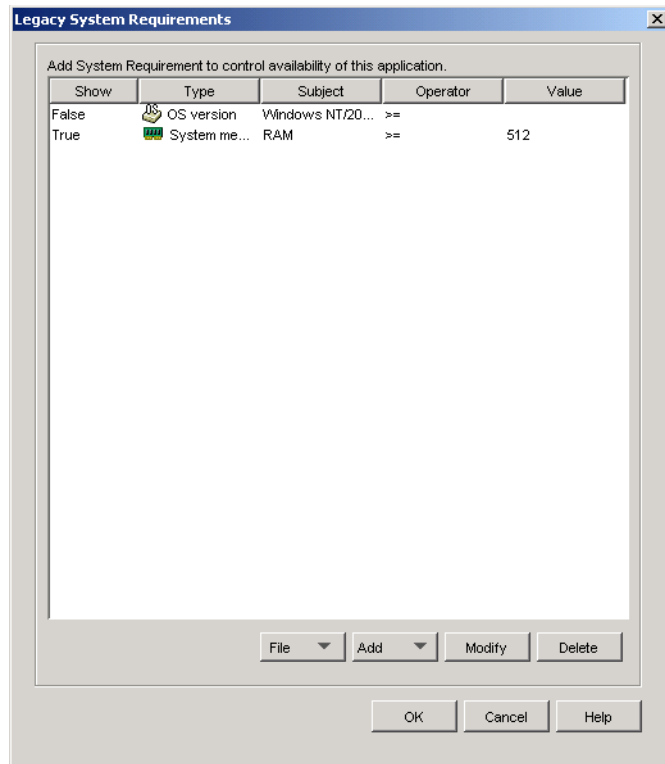 Legacy System Requirements
Add System Requirement to control availability of this application.
Show Type Subject Operator Value
False OS version Windows NT/20... >=
True System me... RAM >= 512
File Add Modify Delete
OK Cancel Help